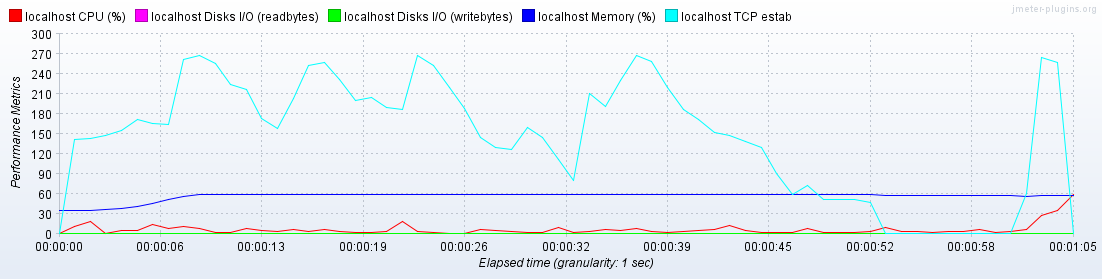 jmeter-plugins.org
localhost CPU (%) localhost Disks I/O (readbytes) localhost Disks I/O (writebytes) localhost Memory (%) localhost TCP estab
300
270
240
210
180
150
120
90
60
30
0
Performance Metrics
00:00:00 00:00:06 00:00:13 00:00:19 00:00:26 00:00:32 00:00:39 00:00:45 00:00:52 00:00:58 00:01:05
Elapsed time (granularity: 1 sec)